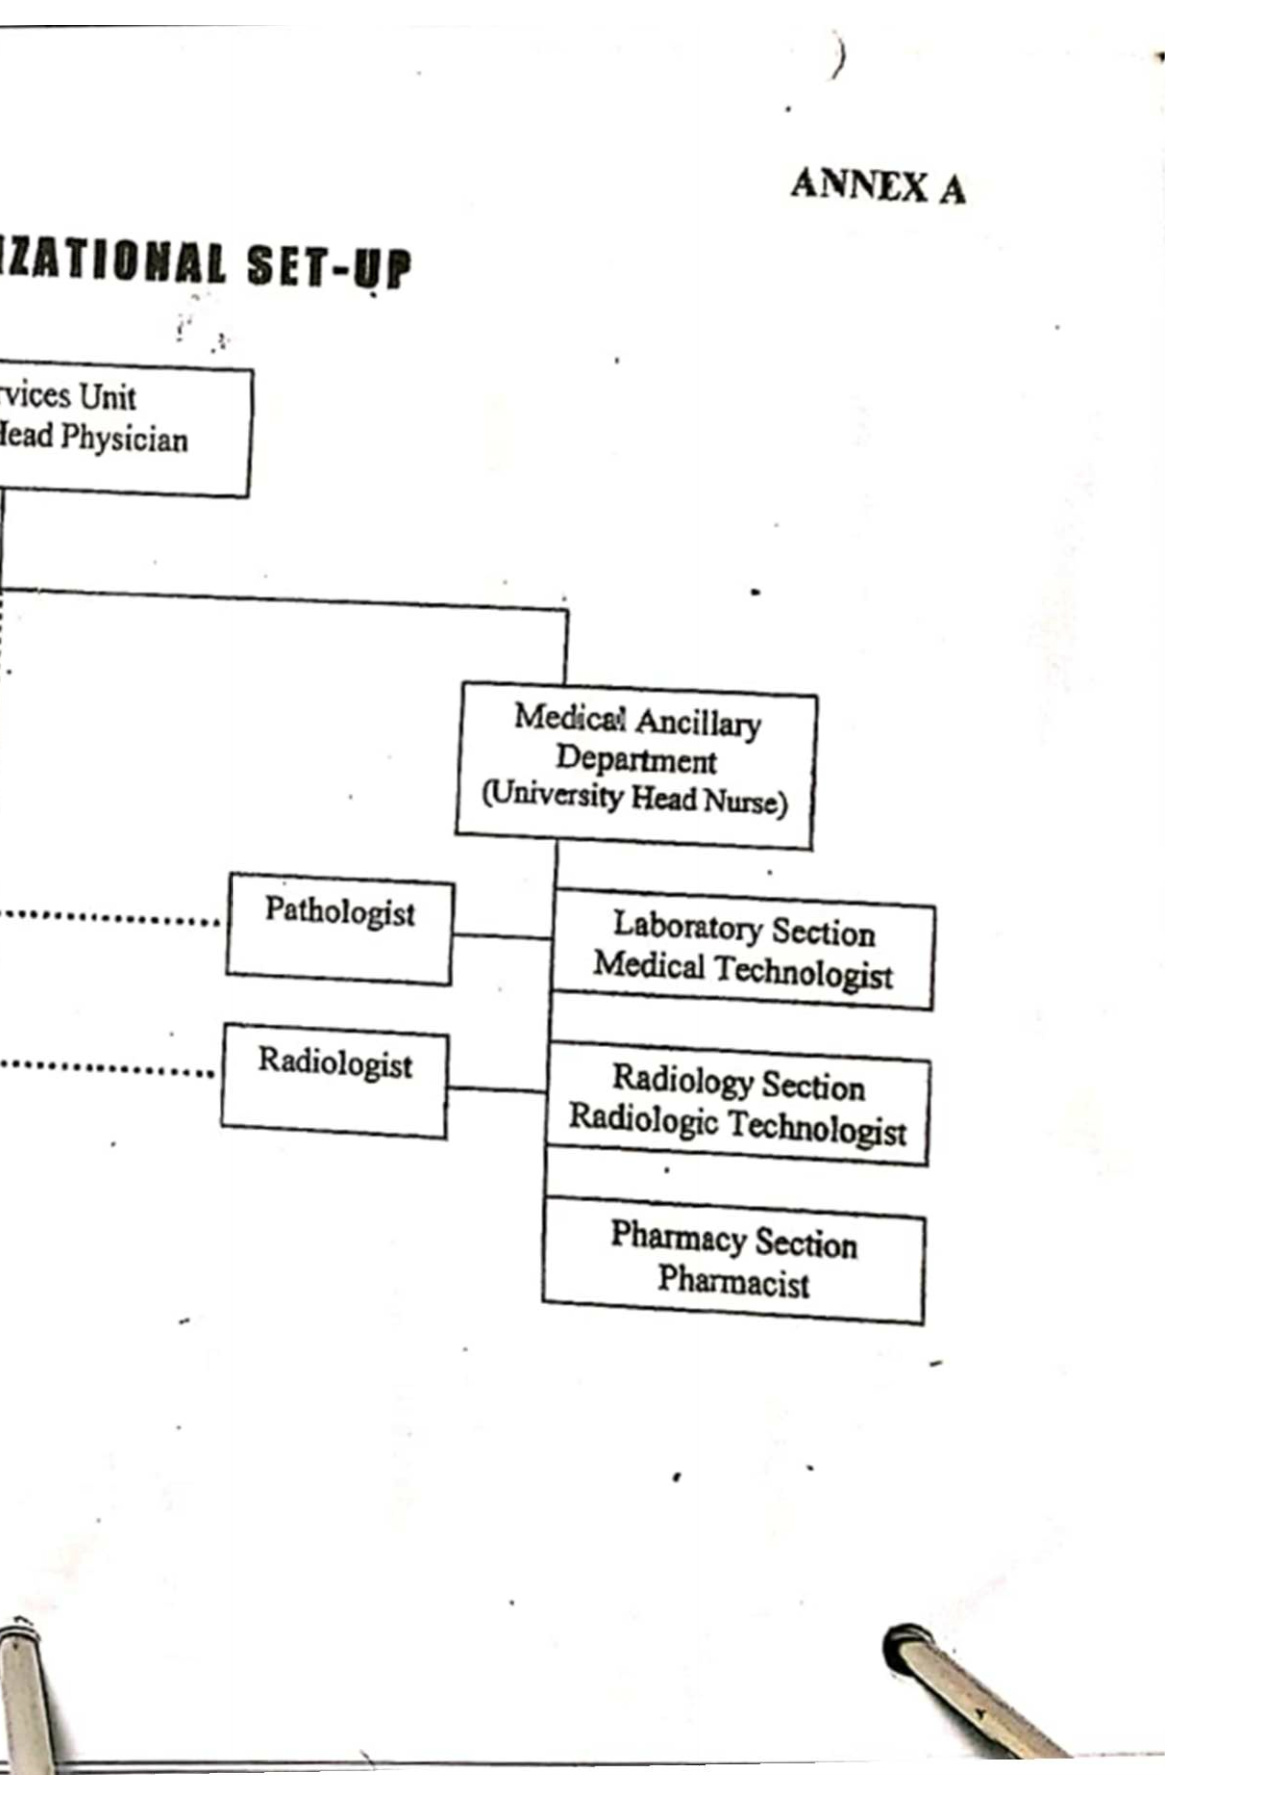 ANNEX A
IZATIONAL SET-UP
rvices Unit
Head Physician
Medical Ancillary
Department
(University Head Nurse)
Pathologist
Laboratory Section
Medical Technologist
Radiologist
Radiology Section
Radiologic Technologist
Pharmacy Section
Pharmacist